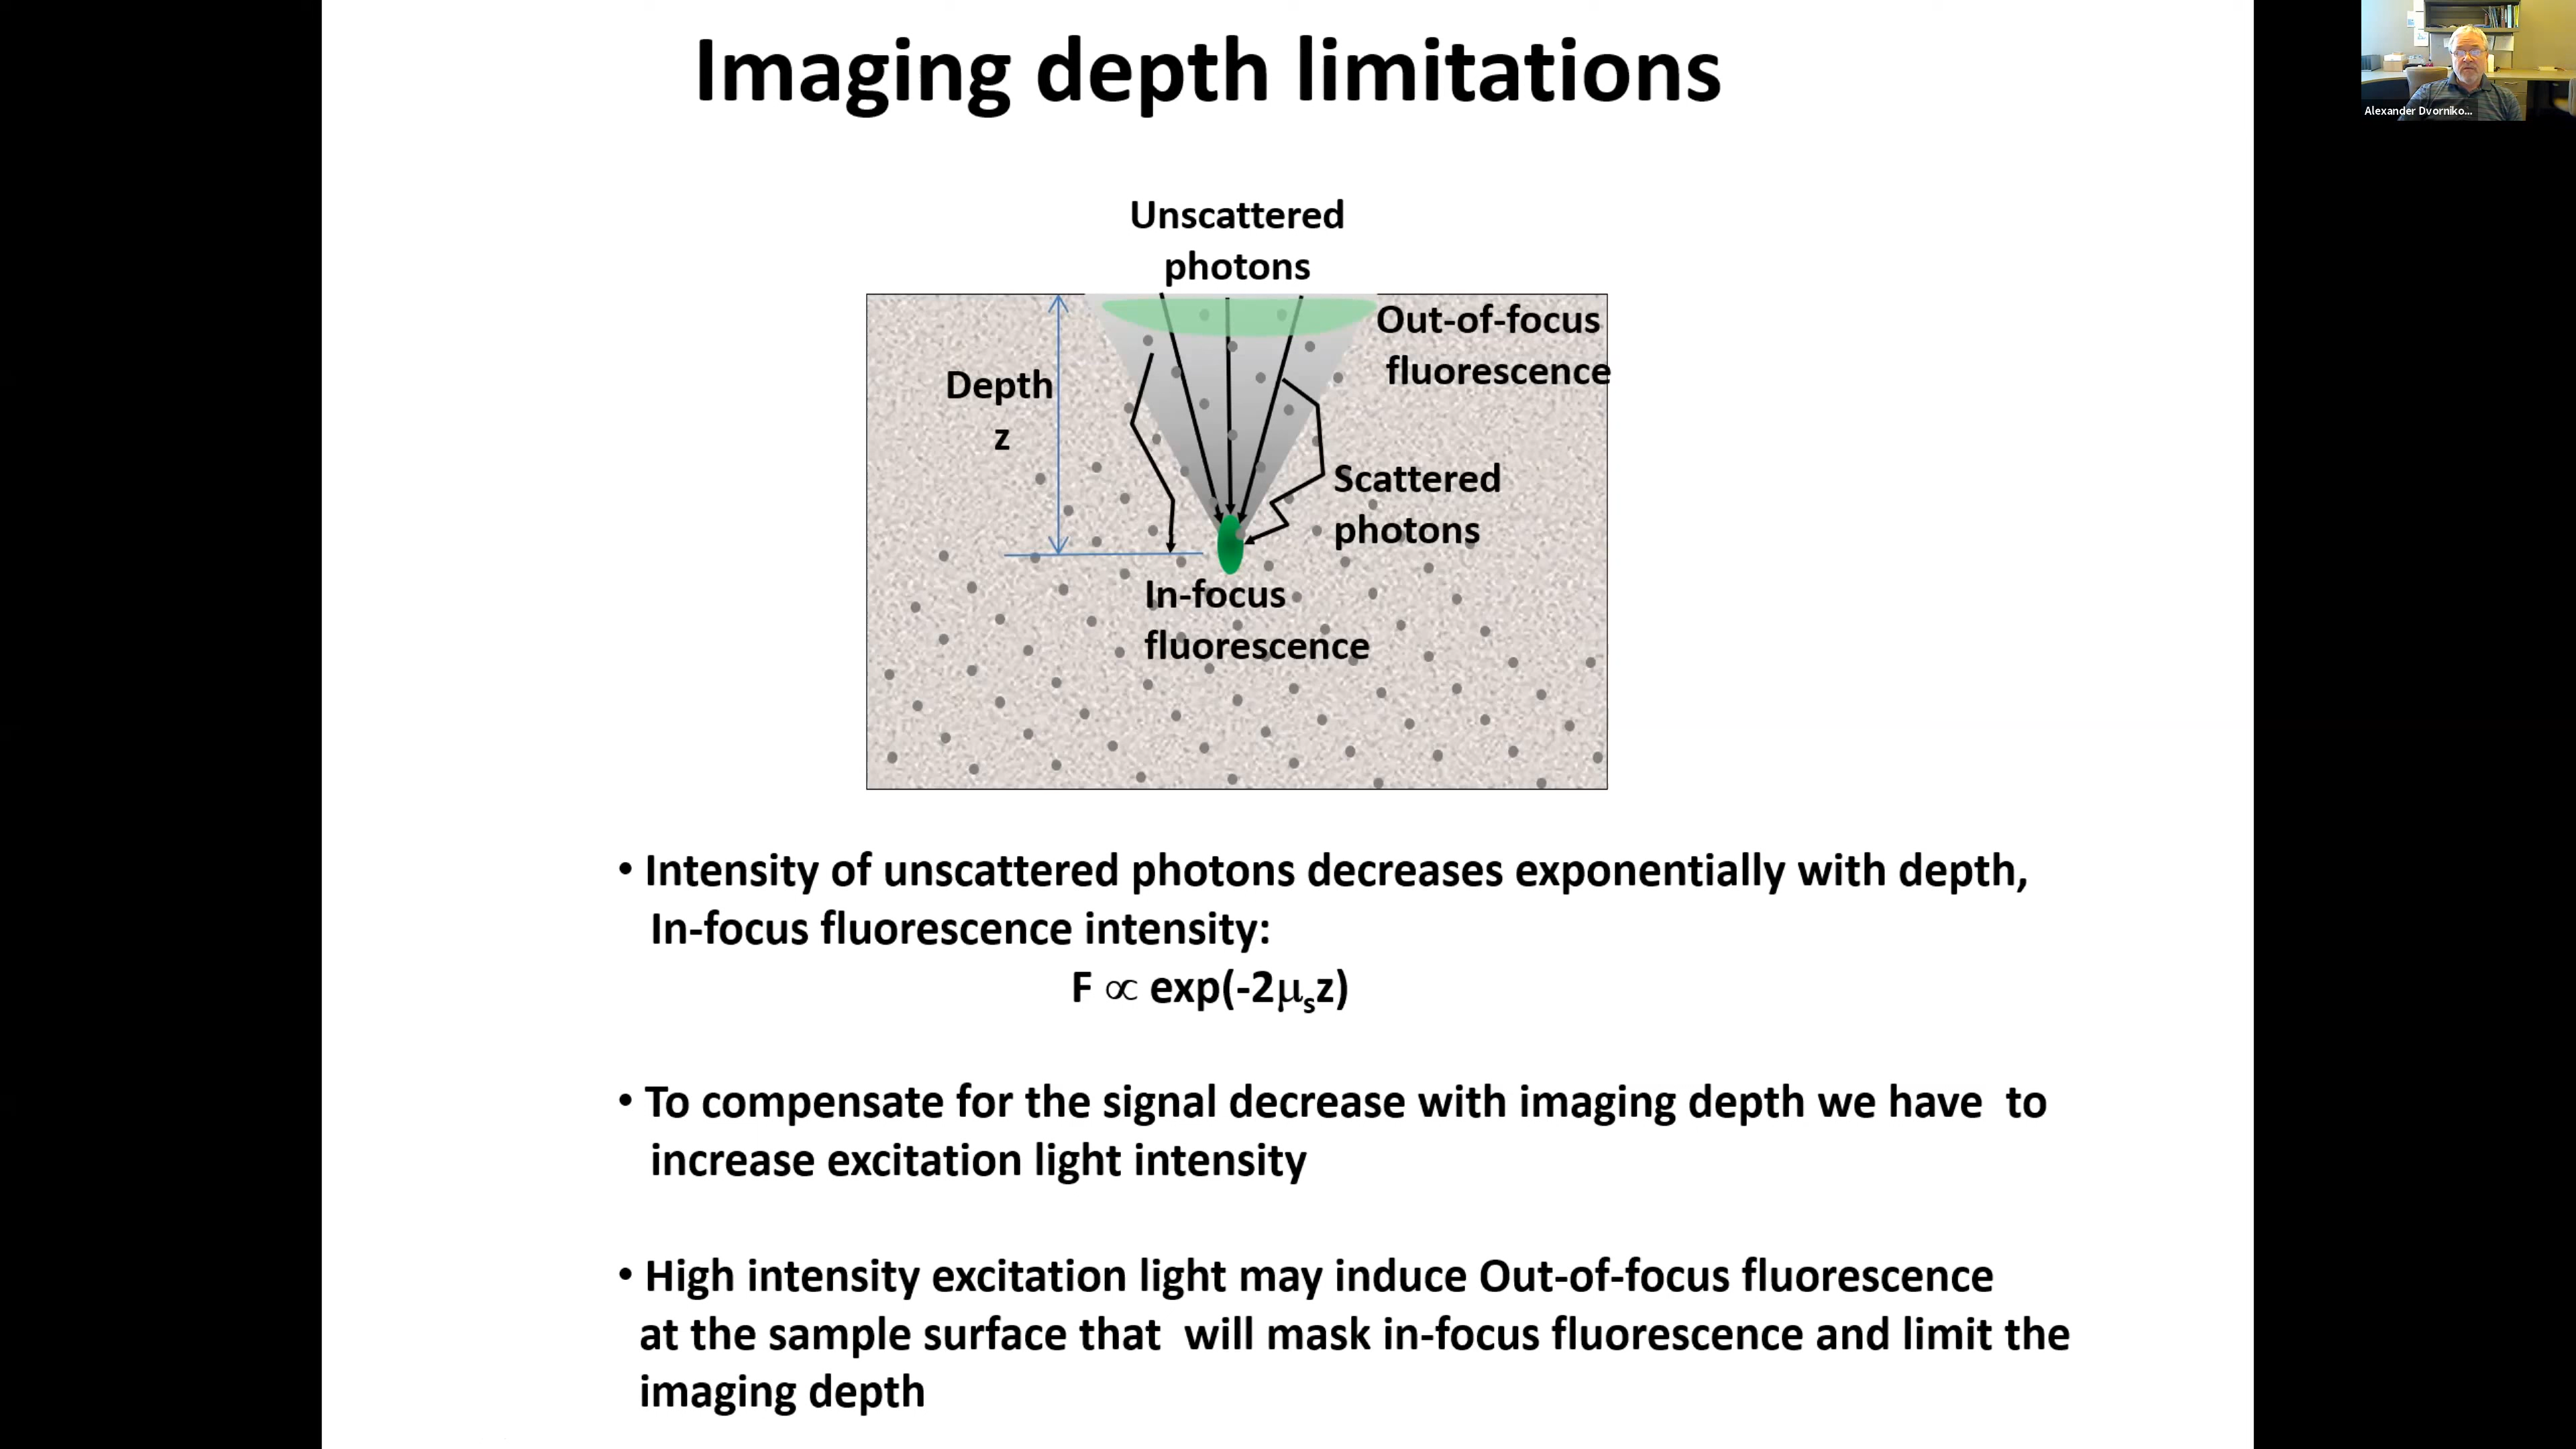 Imaging depth limitations
Alexander Dvorniko...
Unscattered
photons
Out-of-focus
fluorescence
Depth
z
Scattered
photons
In-focus
fluorescence
• Intensity of unscattered photons decreases exponentially with depth,
In-focus fluorescence intensity:
F ∝ exp(-2μₛz)
• To compensate for the signal decrease with imaging depth we have  to
increase excitation light intensity
• High intensity excitation light may induce Out-of-focus fluorescence
at the sample surface that  will mask in-focus fluorescence and limit the
imaging depth